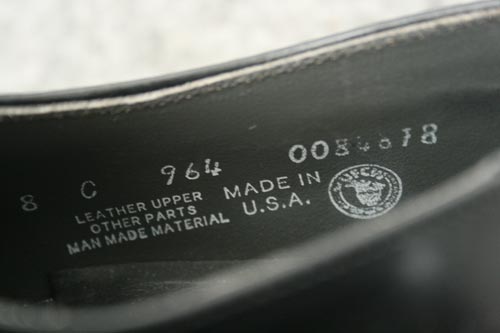 8 C 964
LEATHER UPPER
OTHER PARTS
MAN MADE MATERIAL
MADE IN
U.S.A.